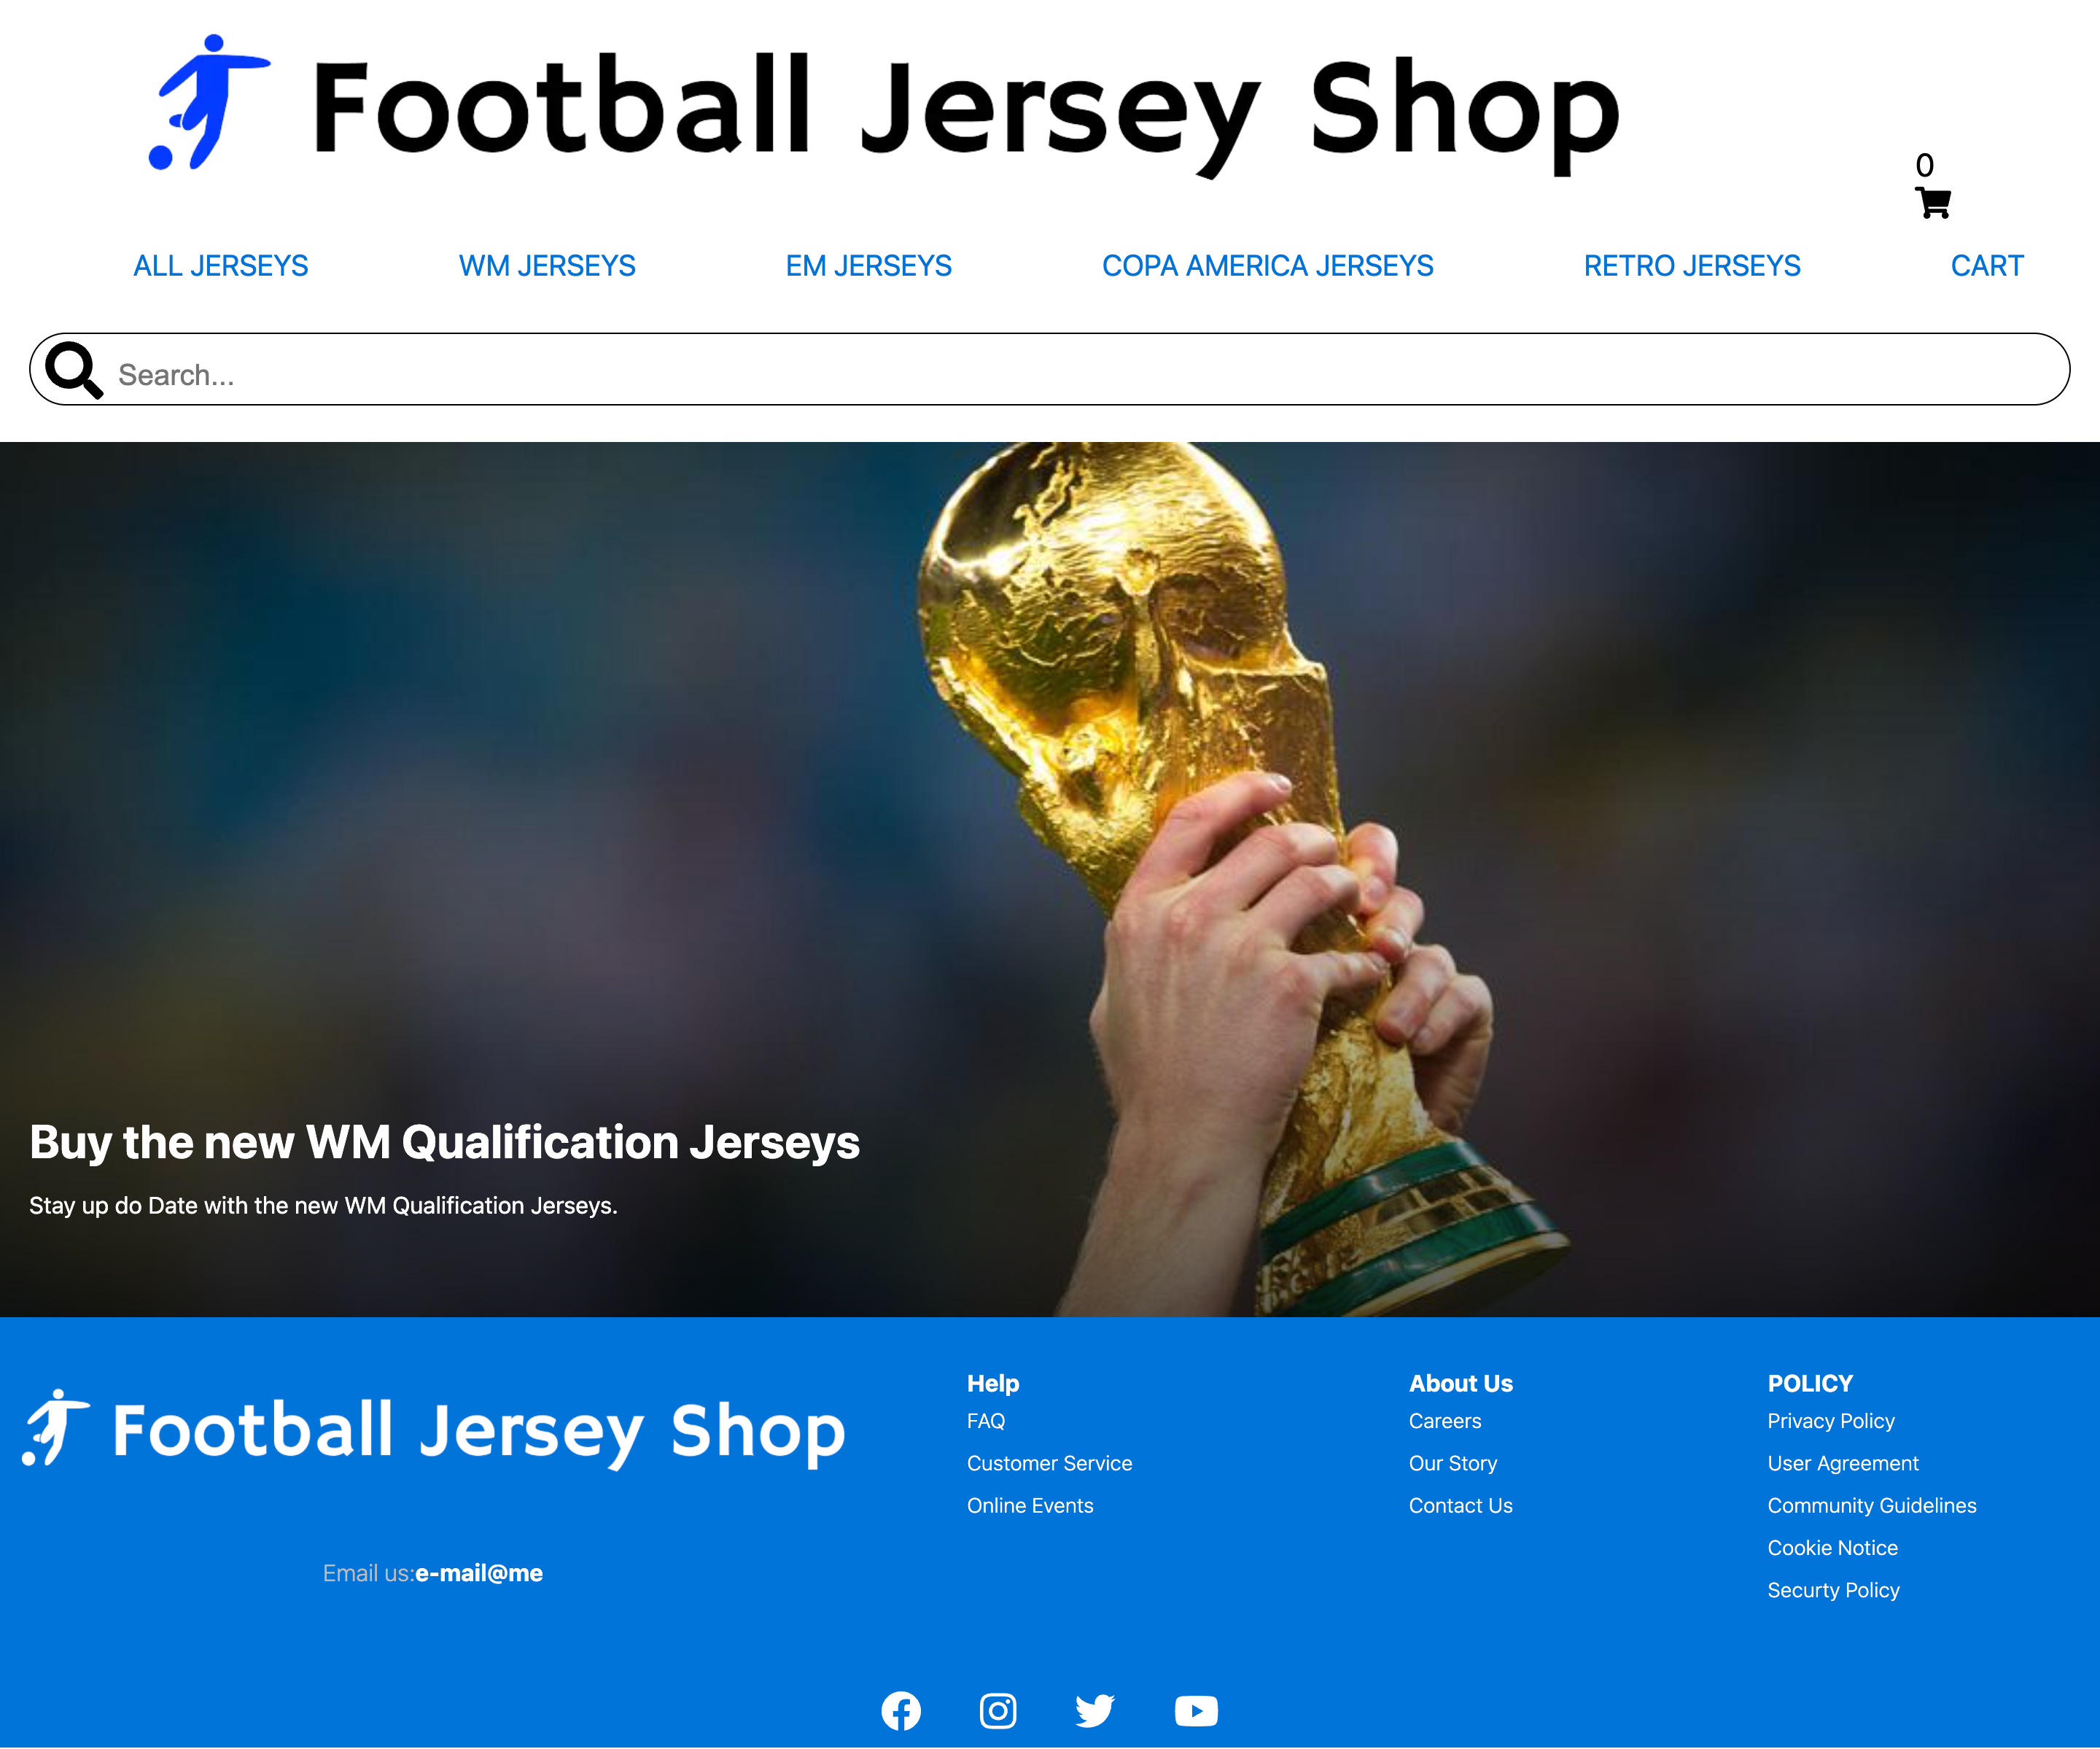 Football Jersey Shop
0
ALL JERSEYS WM JERSEYS EM JERSEYS COPA AMERICA JERSEYS RETRO JERSEYS CART
Search...
Buy the new WM Qualification Jerseys
Stay up do Date with the new WM Qualification Jerseys.
Football Jersey Shop
Email us:e-mail@me
Help
FAQ
Customer Service
Online Events
About Us
Careers
Our Story
Contact Us
POLICY
Privacy Policy
User Agreement
Community Guidelines
Cookie Notice
Securty Policy